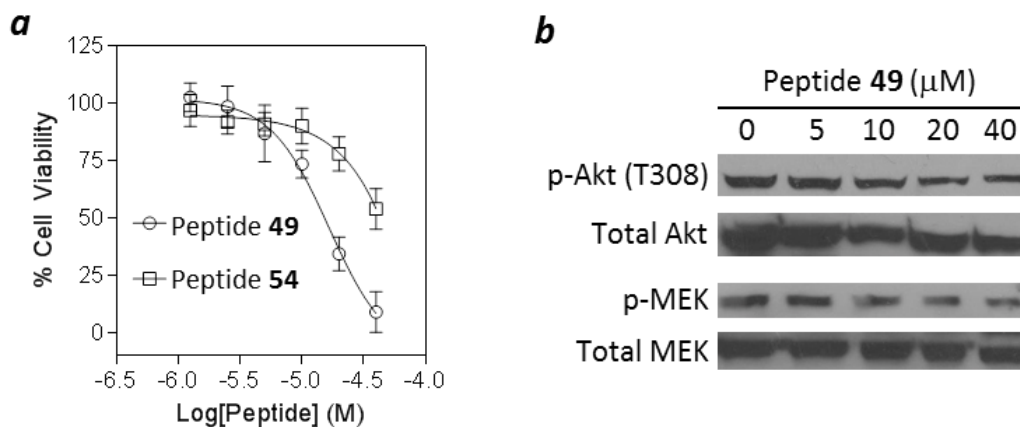 a
125
100
75
50
25
0
% Cell Viability
Peptide 49
Peptide 54
-6.5 -6.0 -5.5 -5.0 -4.5 -4.0
Log[Peptide] (M)
b
Peptide 49 (μM)
0 5 10 20 40
p-Akt (T308)
Total Akt
p-MEK
Total MEK